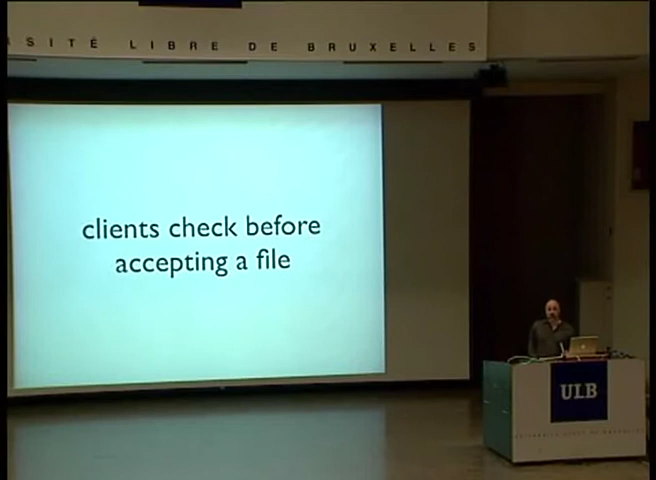 SITÉ LIBRE DE BRUXELLES
clients check before
accepting a file
ULB